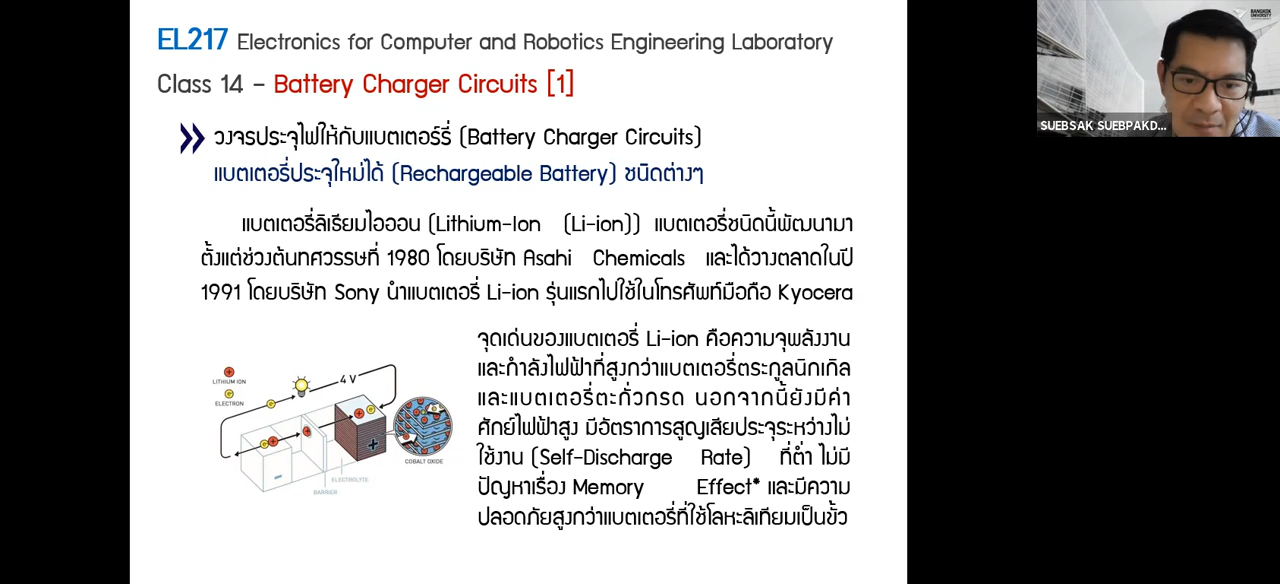 EL217 Electronics for Computer and Robotics Engineering Laboratory
Class 14 – Battery Charger Circuits [1]
วงจรประจุไฟให้กับแบตเตอร์รี่ (Battery Charger Circuits)
แบตเตอรี่ประจุใหม่ได้ (Rechargeable Battery) ชนิดต่างๆ
แบตเตอรี่ลิเธียมไอออน (Lithium-Ion (Li-ion)) แบตเตอรี่ชนิดนี้พัฒนามา
ตั้งแต่ช่วงต้นทศวรรษที่ 1980 โดยบริษัท Asahi Chemicals และได้วางตลาดในปี
1991 โดยบริษัท Sony นำแบตเตอรี่ Li-ion รุ่นแรกไปใช้ในโทรศัพท์มือถือ Kyocera
จุดเด่นของแบตเตอรี่ Li-ion คือความจุพลังงาน
และกำลังไฟฟ้าที่สูงกว่าแบตเตอรี่ตระกูลนิกเกิล
และแบตเตอรี่ตะกั่วกรด นอกจากนี้ยังมีค่า
ศักย์ไฟฟ้าสูง มีอัตราการสูญเสียประจุระหว่างไม่
ใช้งาน (Self-Discharge Rate) ที่ต่ำ ไม่มี
ปัญหาเรื่อง Memory Effect* และมีความ
ปลอดภัยสูงกว่าแบตเตอรี่ที่ใช้โลหะลิเทียมเป็นขั้ว
LITHIUM ION
ELECTRON
4 V
COBALT OXIDE
ELECTROLYTE
BARRIER
SUEBSAK SUEBPAKD...
BANGKOK
UNIVERSITY